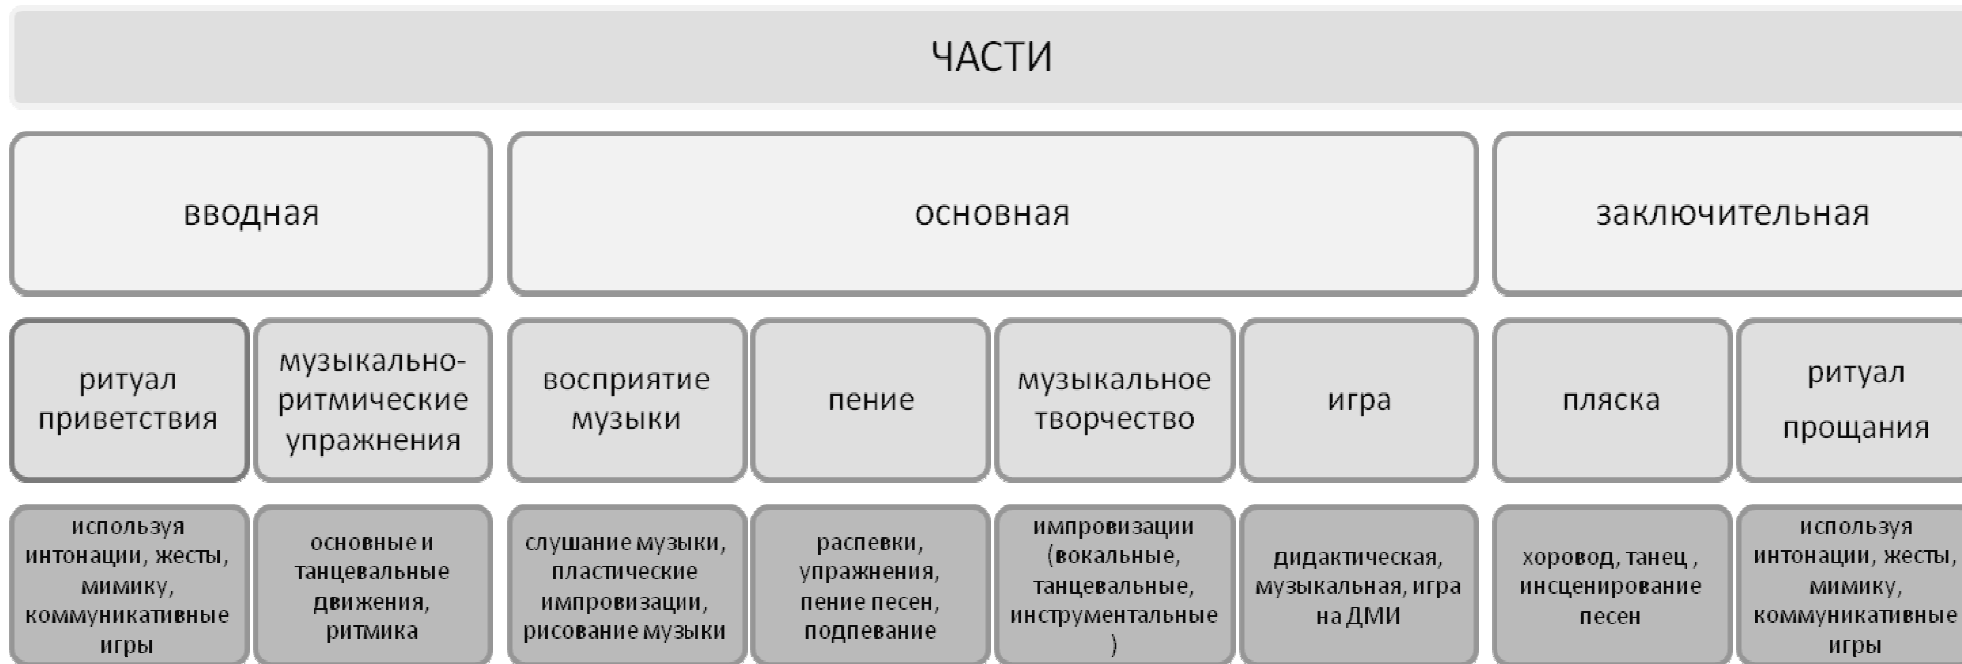 ЧАСТИ
вводная
основная
заключительная
ритуал
приветствия
музыкально-
ритмические
упражнения
восприятие
музыки
пение
музыкальное
творчество
игра
пляска
ритуал
прощания
используя
интонации, жесты,
мимику,
коммуникативные
игры
основные и
танцевальные
движения,
ритмика
слушание музыки,
пластические
импровизации,
рисование музыки
распевки,
упражнения,
пение песен,
подпевание
импровизации
(вокальные,
танцевальные,
инструментальные
)
дидактическая,
музыкальная, игра
на ДМИ
хоровод, танец ,
инсценирование
песен
используя
интонации, жесты,
мимику,
коммуникативные
игры